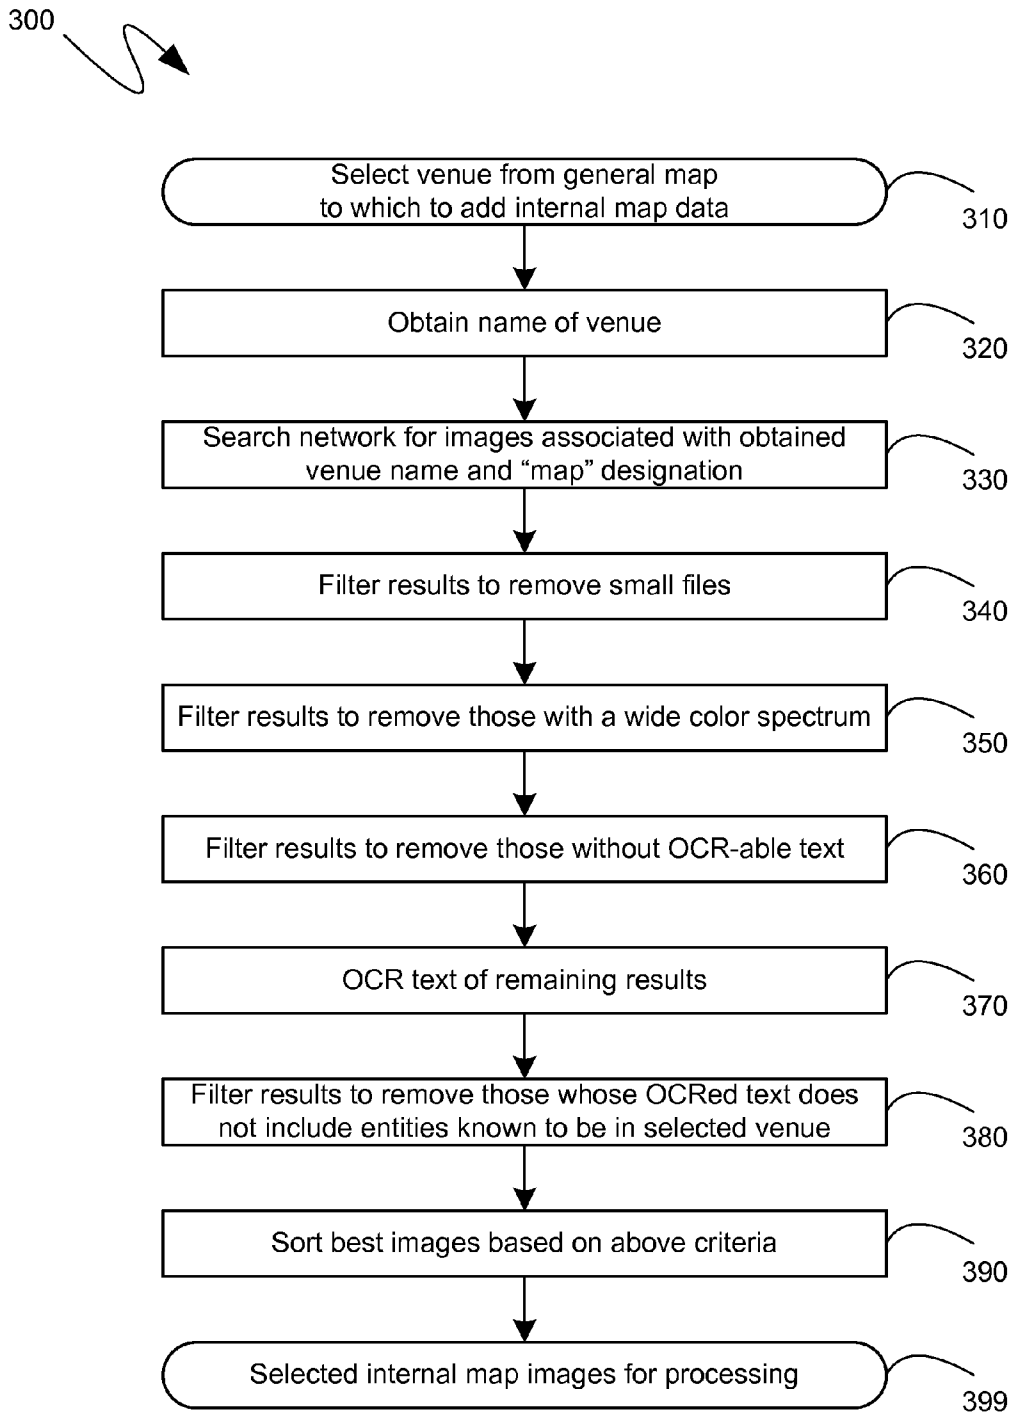 300
Select venue from general map
to which to add internal map data
310
Obtain name of venue
320
Search network for images associated with obtained
venue name and “map” designation
330
Filter results to remove small files
340
Filter results to remove those with a wide color spectrum
350
Filter results to remove those without OCR-able text
360
OCR text of remaining results
370
Filter results to remove those whose OCRed text does
not include entities known to be in selected venue
380
Sort best images based on above criteria
390
Selected internal map images for processing
399